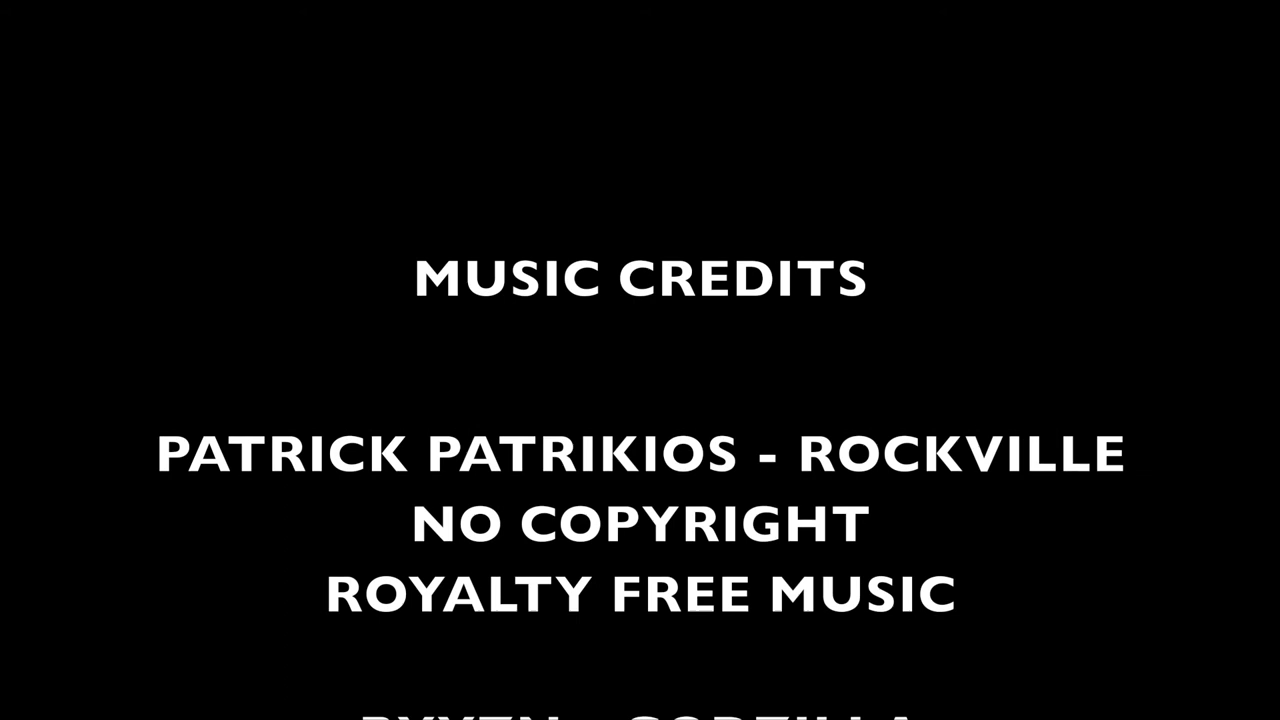 MUSIC CREDITS
PATRICK PATRIKIOS - ROCKVILLE
NO COPYRIGHT
ROYALTY FREE MUSIC